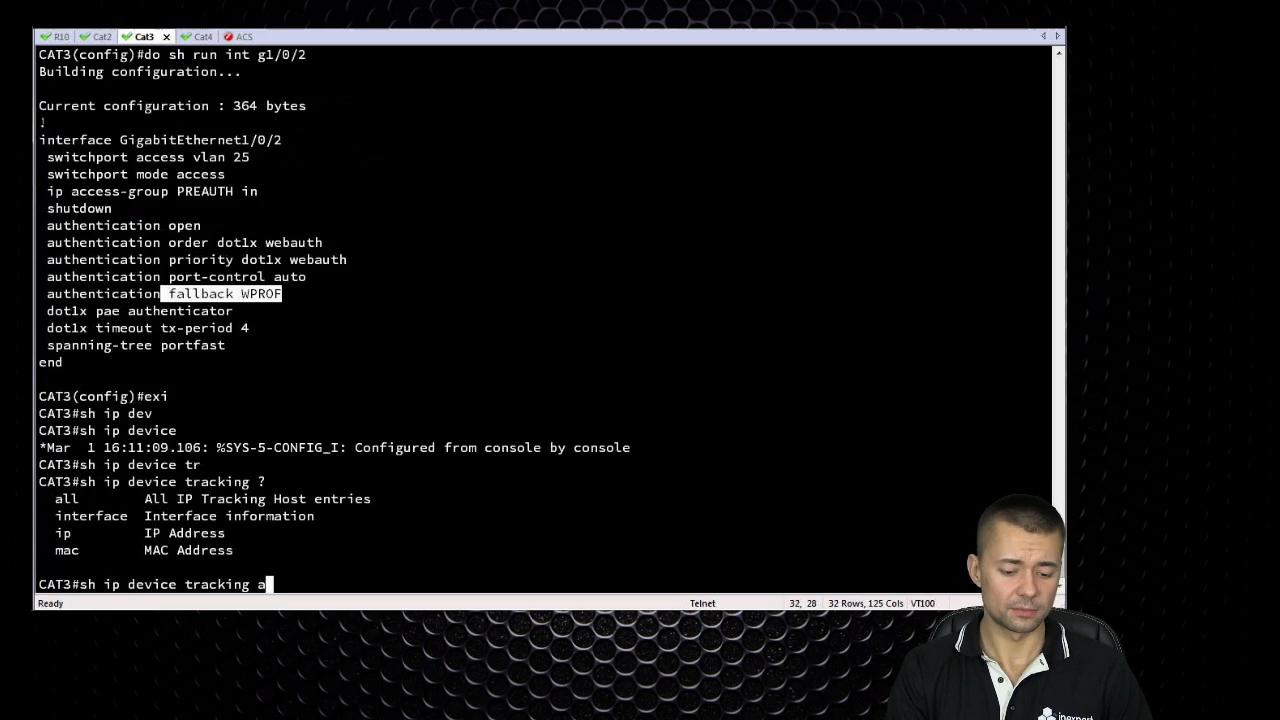 R10 Cat2 Cat3 x Cat4 ACS
CAT3(config)#do sh run int g1/0/2
Building configuration...
Current configuration : 364 bytes
!
interface GigabitEthernet1/0/2
switchport access vlan 25
switchport mode access
ip access-group PREAUTH in
shutdown
authentication open
authentication order dot1x webauth
authentication priority dot1x webauth
authentication port-control auto
authentication fallback WPROF
dot1x pae authenticator
dot1x timeout tx-period 4
spanning-tree portfast
end
CAT3(config)#exi
CAT3#sh ip dev
CAT3#sh ip device
*Mar  1 16:11:09.106: %SYS-5-CONFIG_I: Configured from console by console
CAT3#sh ip device tr
CAT3#sh ip device tracking ?
all All IP Tracking Host entries
interface Interface information
ip IP Address
mac MAC Address
CAT3#sh ip device tracking a
Ready Telnet 32, 28 32 Rows, 125 Cols VT100